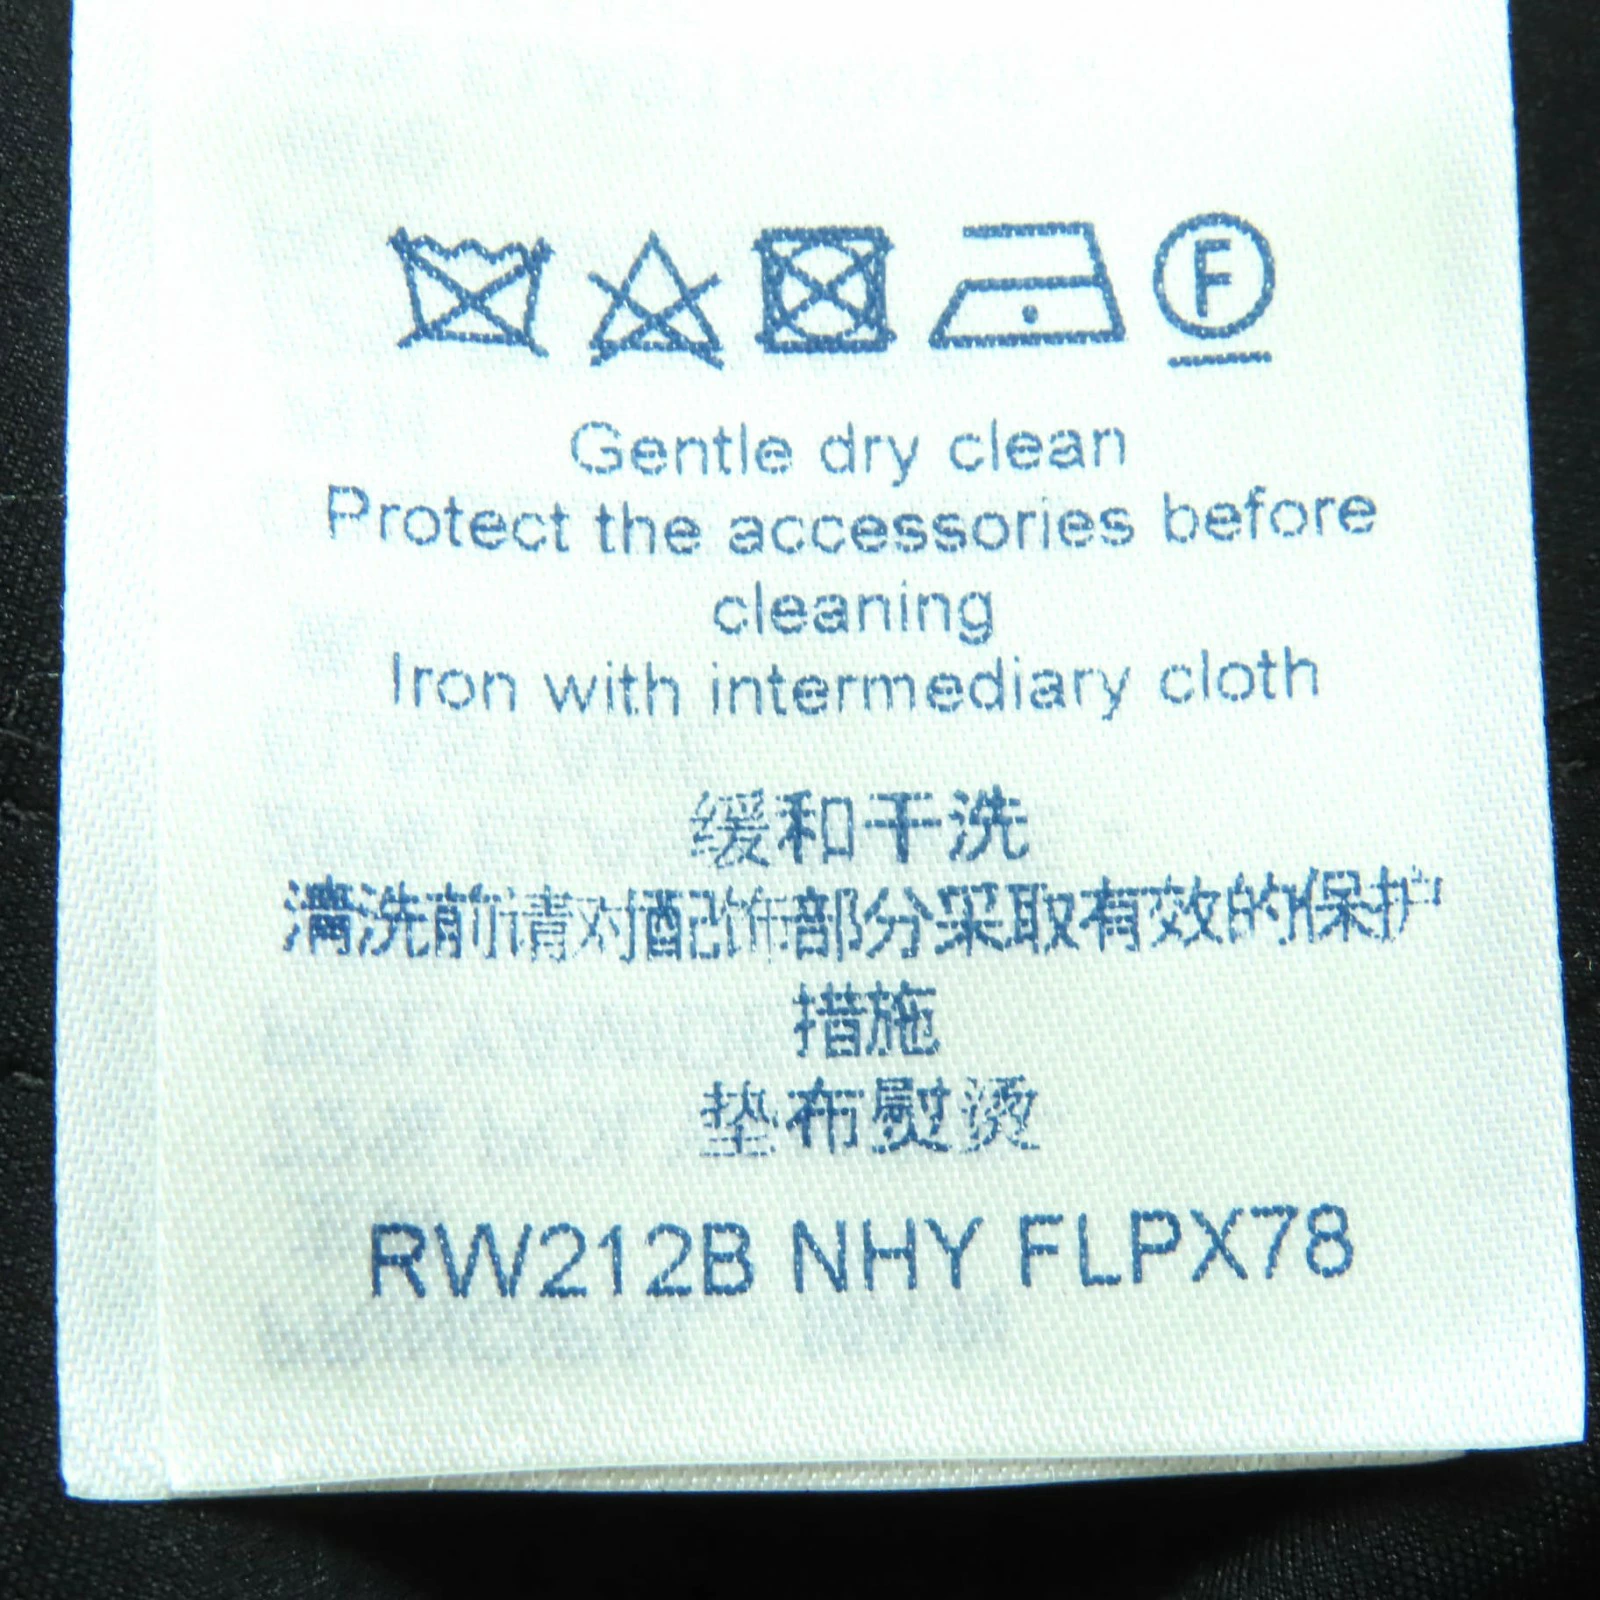 F
Gentle dry clean
Protect the accessories before
cleaning
Iron with intermediary cloth
缓和干洗
清洗前请对配饰部分采取有效的保护
措施
垫布熨烫
RW212B NHY FLPX78